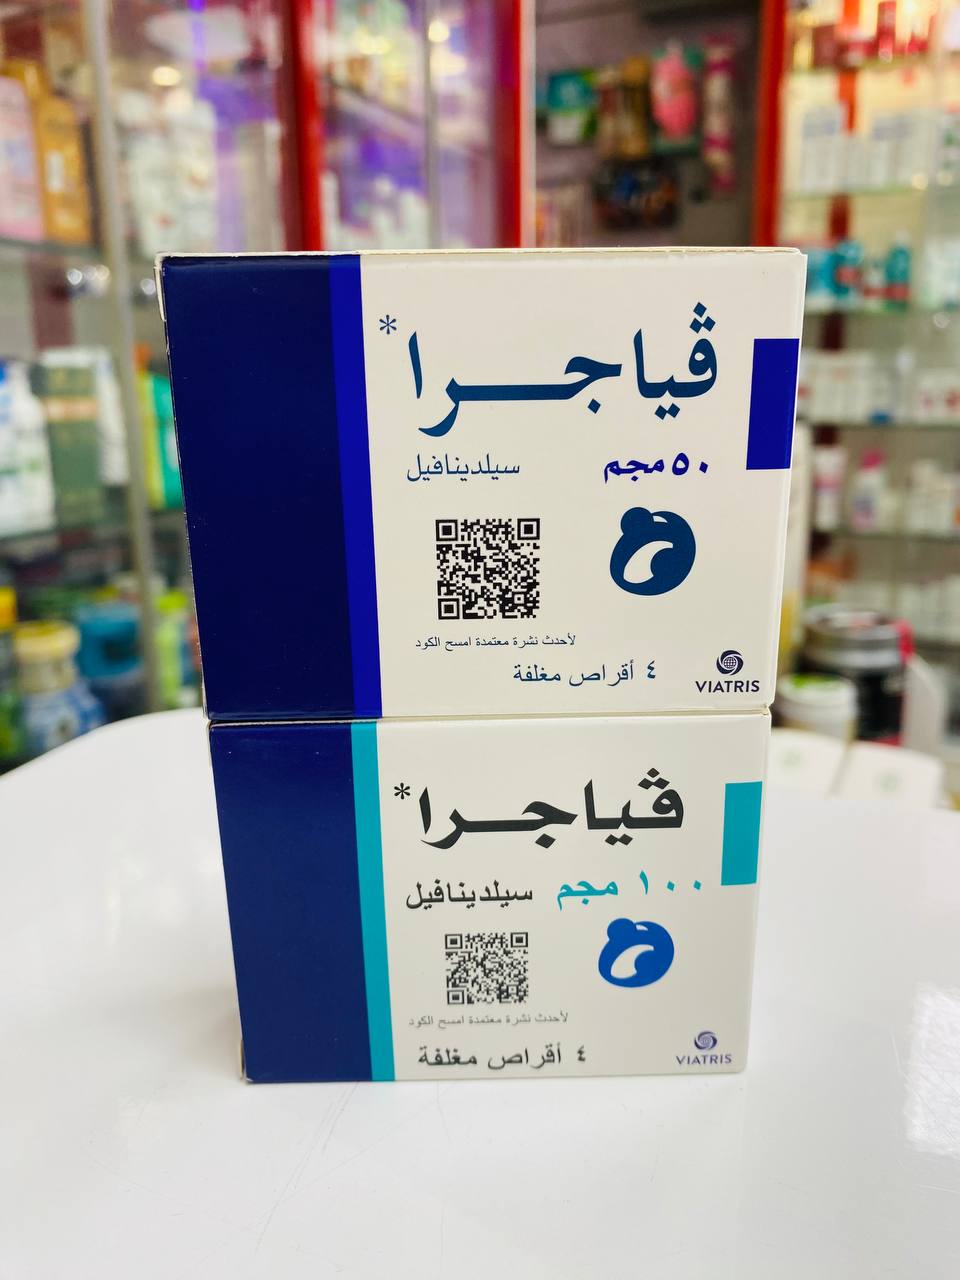 ڤياجرا*
٥٠ مجم
سيلدينافيل
لأحدث نشرة معتمدة امسح الكود
٤ أقراص مغلفة
VIATRIS
ڤياجرا*
١٠٠ مجم
سيلدينافيل
لأحدث نشرة معتمدة امسح الكود
٤ أقراص مغلفة
VIATRIS